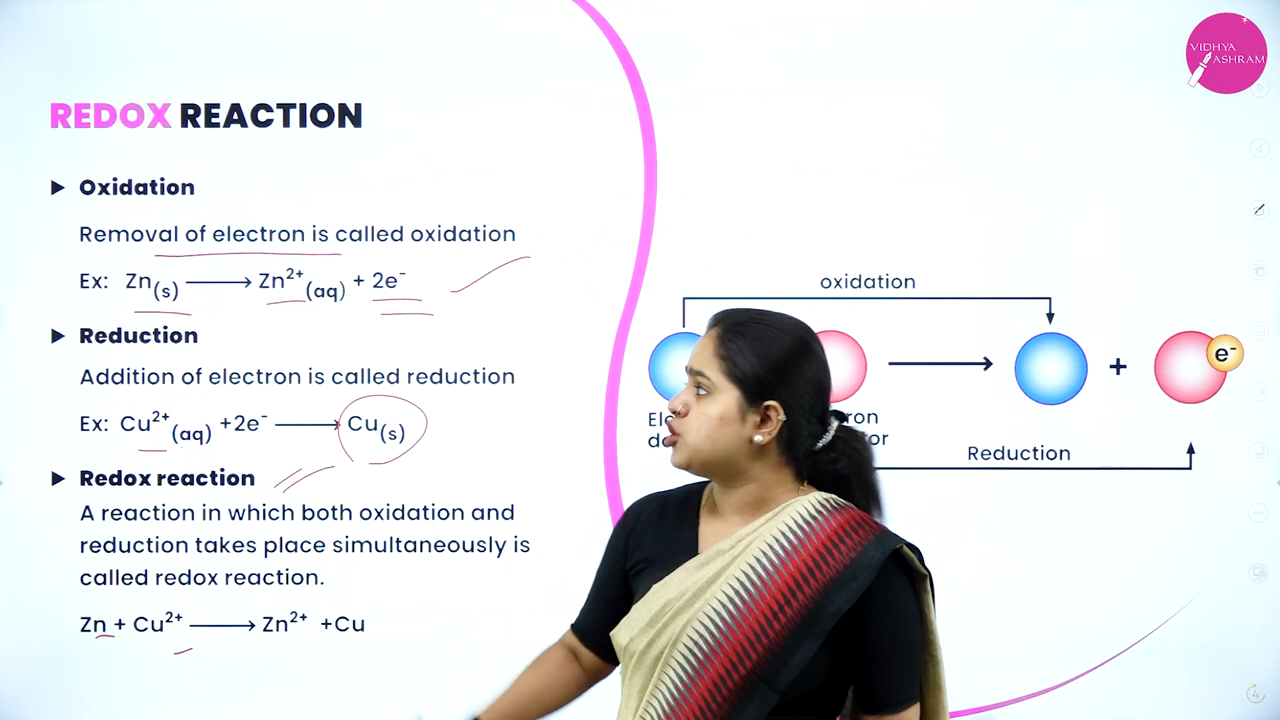 VIDHYA
ASHRAM
REDOX REACTION
Oxidation
Removal of electron is called oxidation
Ex: Zn(s) ⟶ Zn²⁺(aq) + 2e⁻
Reduction
Addition of electron is called reduction
Ex: Cu²⁺(aq) +2e⁻ ⟶ Cu(s)
Redox reaction
A reaction in which both oxidation and
reduction takes place simultaneously is
called redox reaction.
Zn + Cu²⁺ ⟶ Zn²⁺ +Cu
oxidation
+ e⁻
Reduction
4